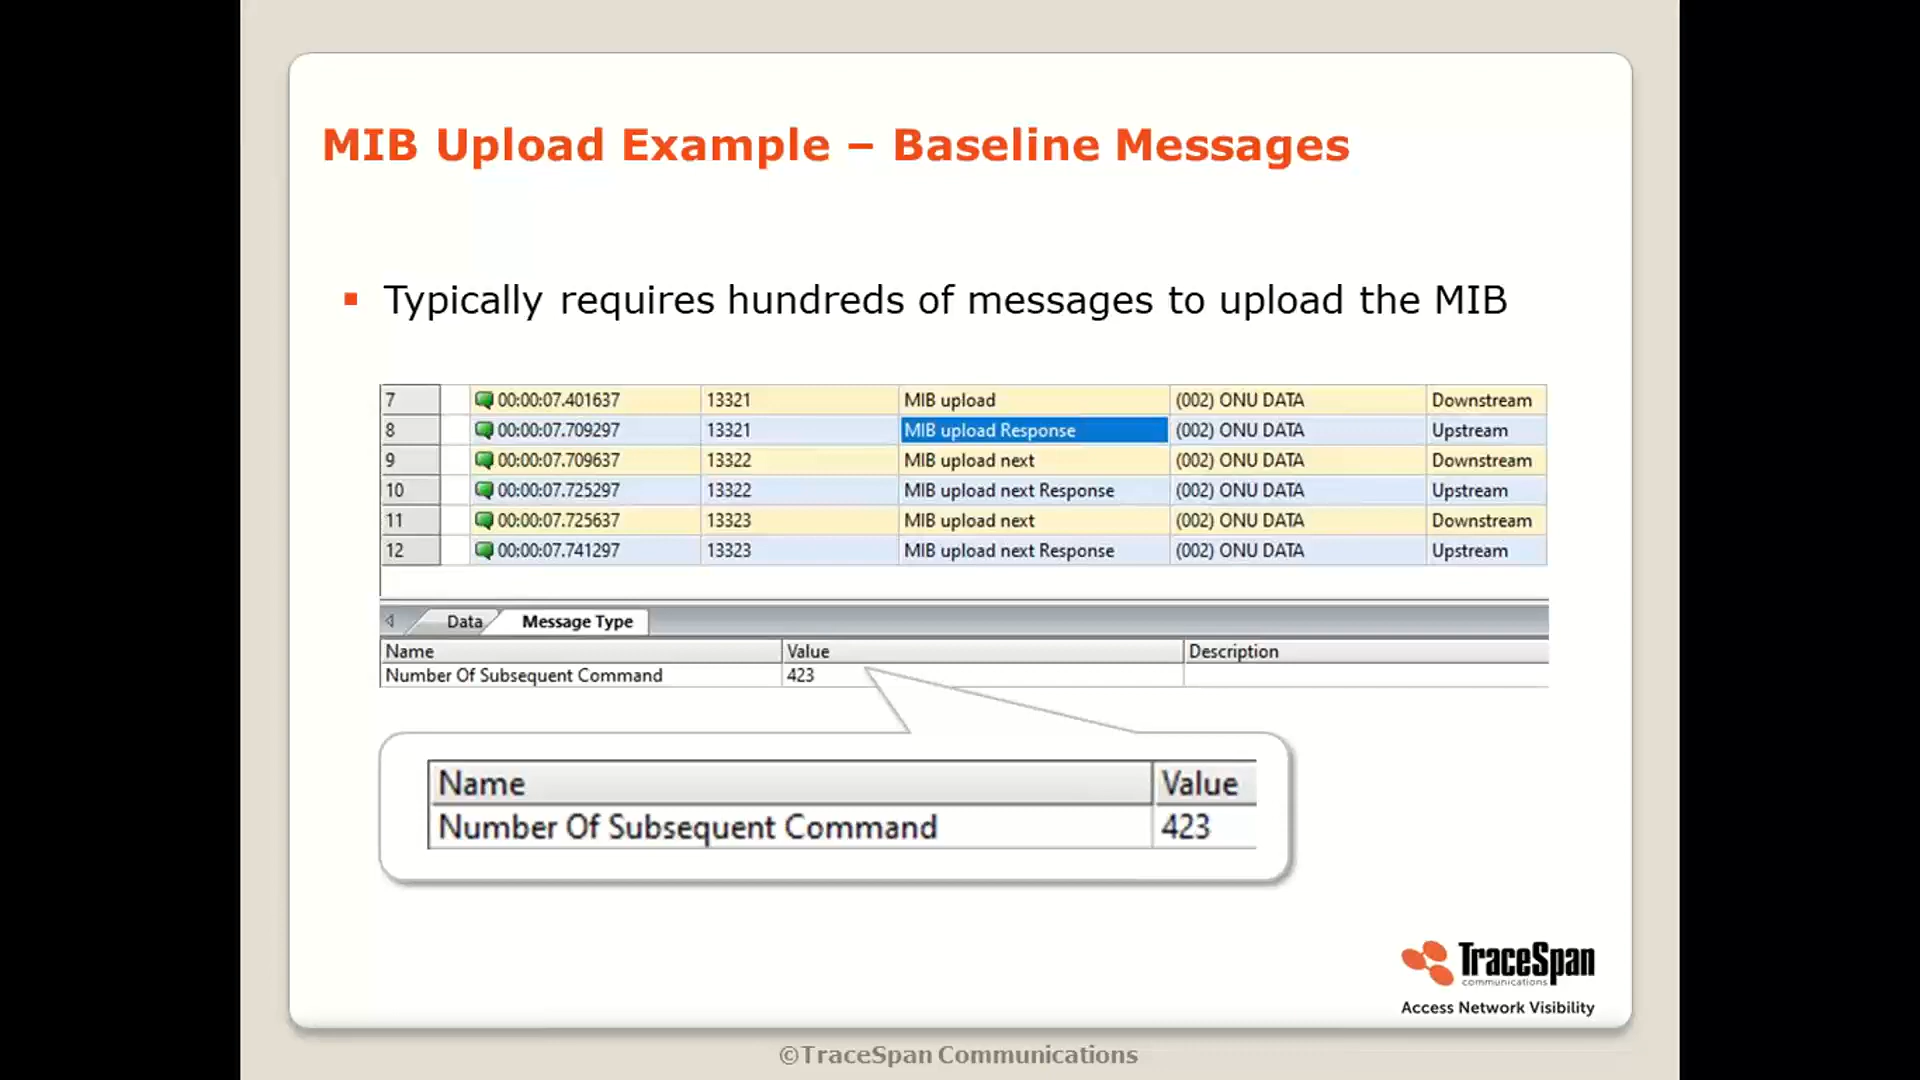 MIB Upload Example – Baseline Messages
▪ Typically requires hundreds of messages to upload the MIB
7 00:00:07.401637 13321 MIB upload (002) ONU DATA Downstream
8 00:00:07.709297 13321 MIB upload Response (002) ONU DATA Upstream
9 00:00:07.709637 13322 MIB upload next (002) ONU DATA Downstream
10 00:00:07.725297 13322 MIB upload next Response (002) ONU DATA Upstream
11 00:00:07.725637 13323 MIB upload next (002) ONU DATA Downstream
12 00:00:07.741297 13323 MIB upload next Response (002) ONU DATA Upstream
Data Message Type
Name Value Description
Number Of Subsequent Command 423
Name Value
Number Of Subsequent Command 423
TraceSpan
communications
Access Network Visibility
©TraceSpan Communications